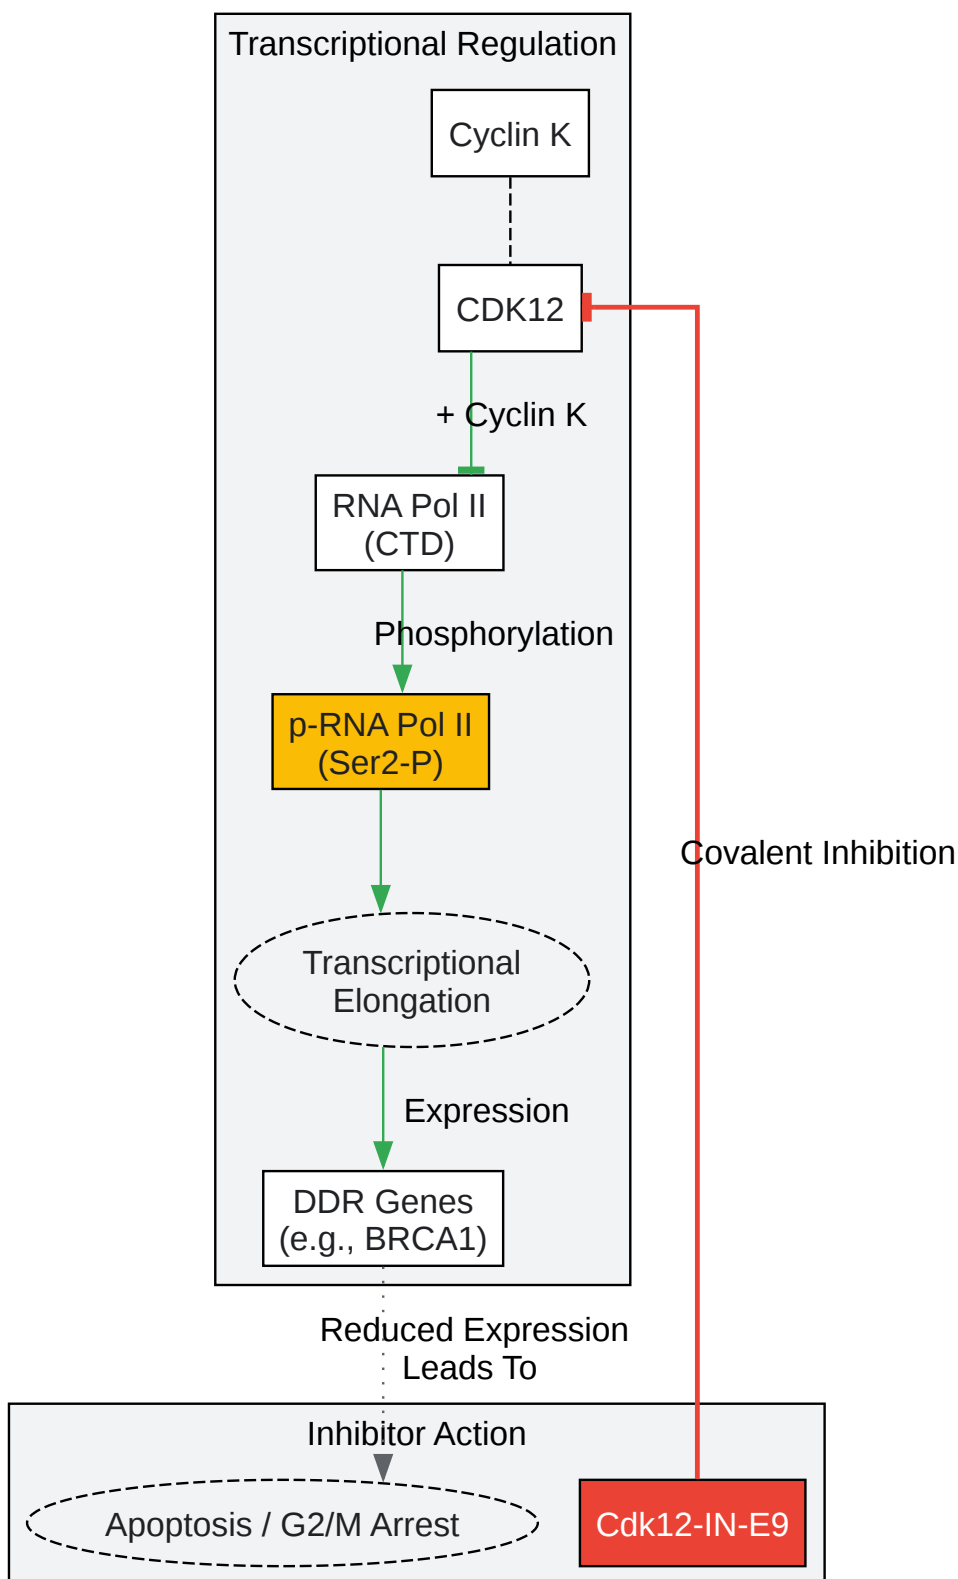 Transcriptional Regulation
Cyclin K
CDK12
+ Cyclin K
RNA Pol II
(CTD)
Phosphorylation
p-RNA Pol II
(Ser2-P)
Covalent Inhibition
Transcriptional
Elongation
Expression
DDR Genes
(e.g., BRCA1)
Reduced Expression
Leads To
Inhibitor Action
Apoptosis / G2/M Arrest
Cdk12-IN-E9